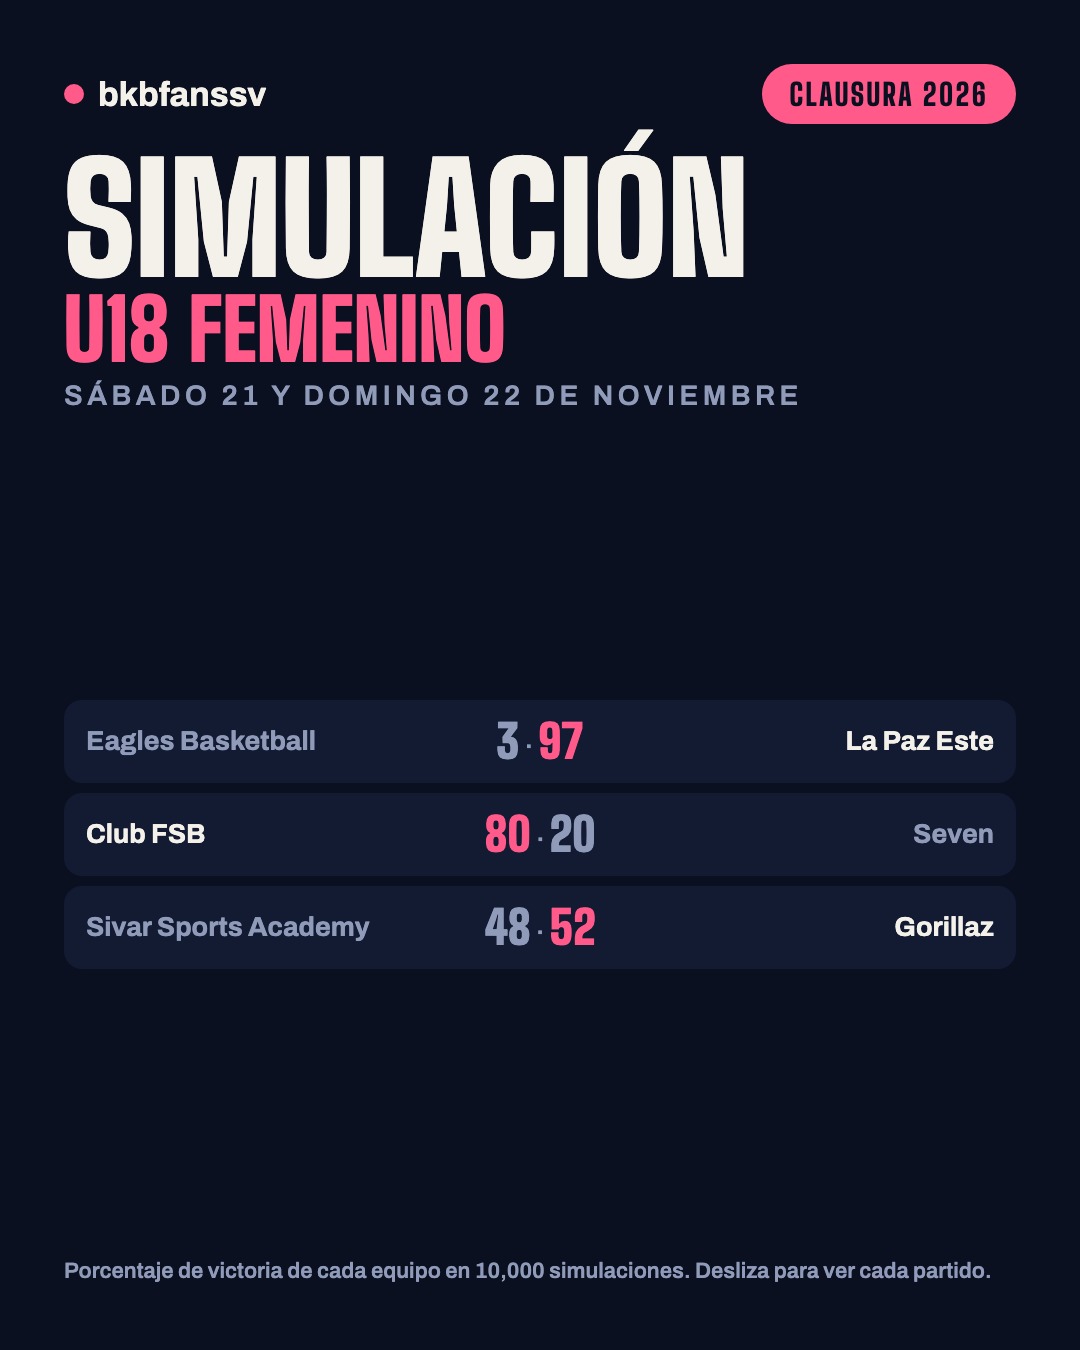 bkbfanssv
CLAUSURA 2026
SIMULACIÓN
U18 FEMENINO
SÁBADO 21 Y DOMINGO 22 DE NOVIEMBRE
Eagles Basketball 3 · 97 La Paz Este
Club FSB 80 · 20 Seven
Sivar Sports Academy 48 · 52 Gorillaz
Porcentaje de victoria de cada equipo en 10,000 simulaciones. Desliza para ver cada partido.